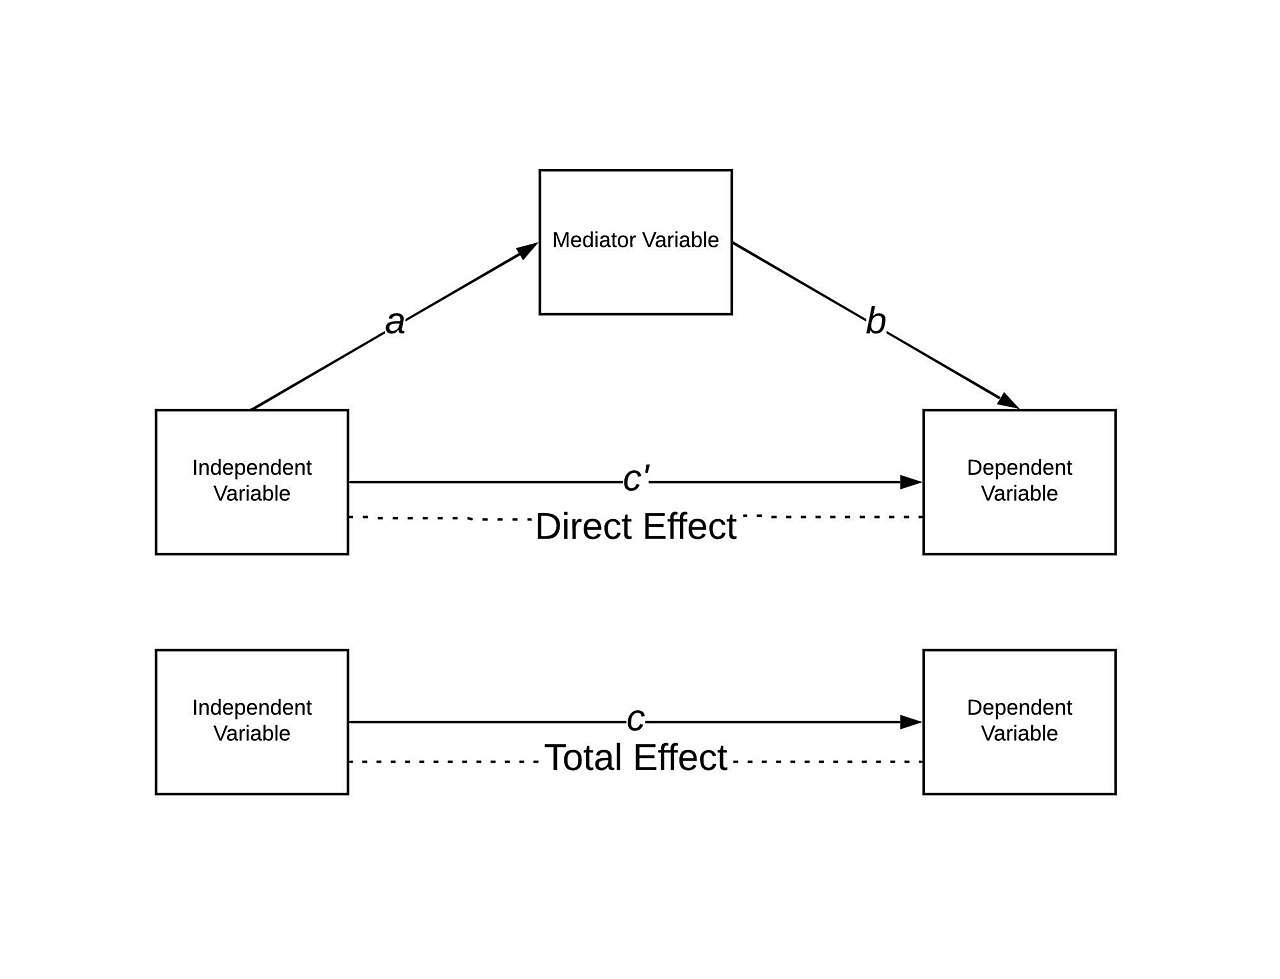 Mediator Variable
a
b
Independent
Variable
c'
Direct Effect
Dependent
Variable
Independent
Variable
c
Total Effect
Dependent
Variable